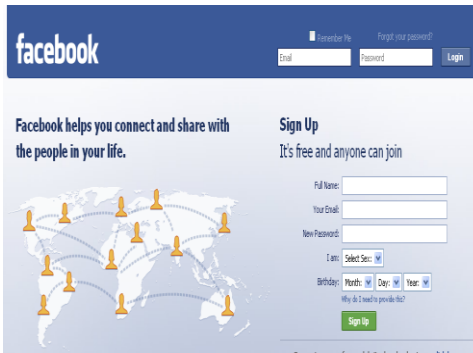 facebook
Remember Me Forgot your password?
Email Password Login
Facebook helps you connect and share with
the people in your life.
Sign Up
It's free and anyone can join
Full Name:
Your Email:
New Password:
I am: Select Sex:
Birthday: Month: Day: Year:
Why do I need to provide this?
Sign Up